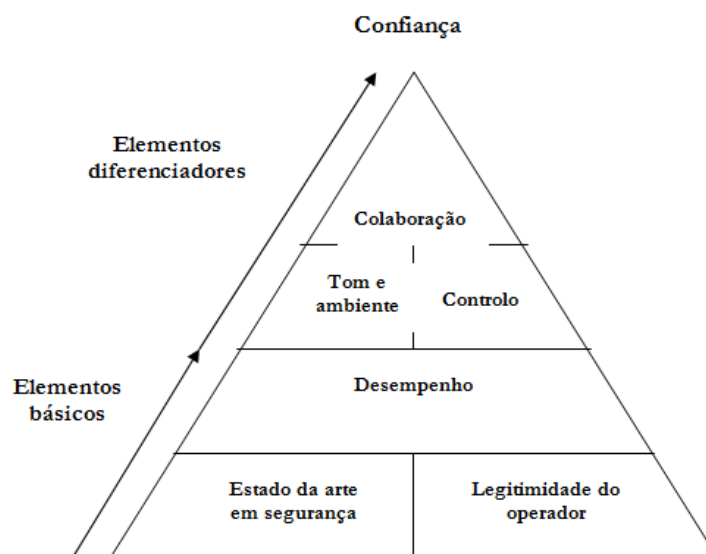 Confiança
Elementos
diferenciadores
Colaboração
Tom e
ambiente
Controlo
Elementos
básicos
Desempenho
Estado da arte
em segurança
Legitimidade do
operador